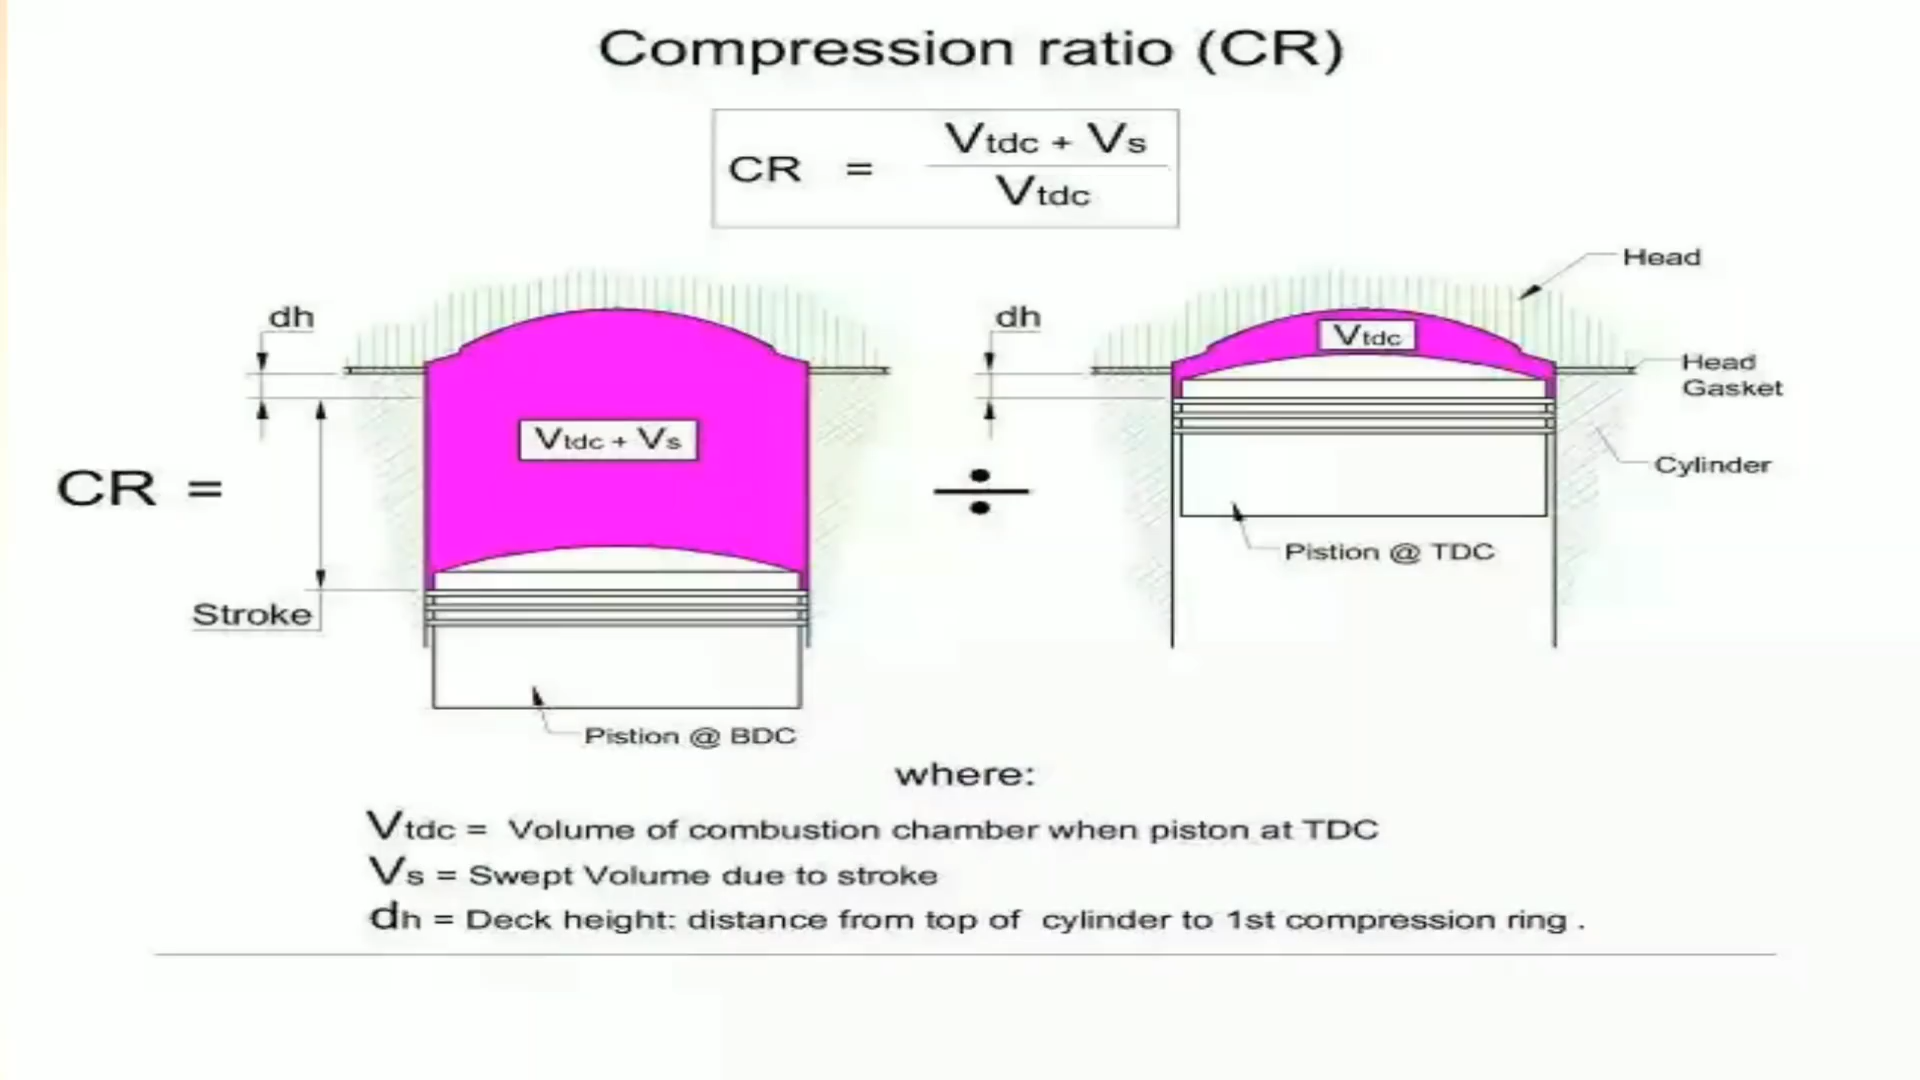 Compression ratio (CR)
CR = Vtdc + Vs
Vtdc
Head
dh
dh
Vtdc
Head
Gasket
Vtdc + Vs
Cylinder
CR = ÷
Pistion @ TDC
Stroke
Pistion @ BDC
where:
Vtdc = Volume of combustion chamber when piston at TDC
Vs = Swept Volume due to stroke
dh = Deck height: distance from top of cylinder to 1st compression ring .